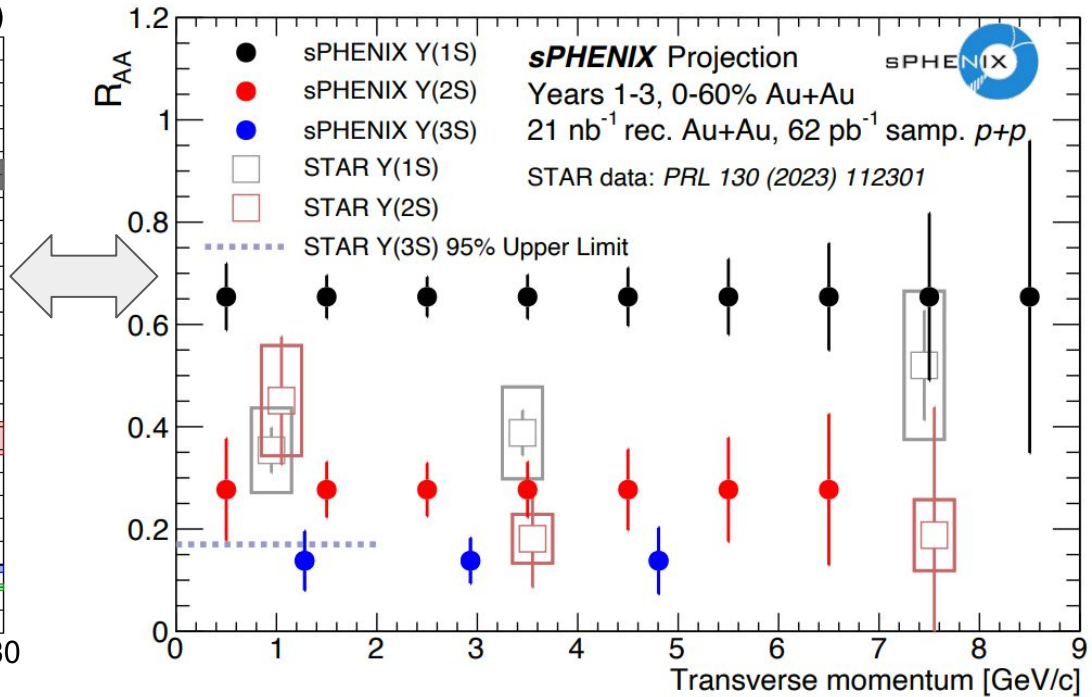 )
30
1.2
1
0.8
0.6
0.4
0.2
0
R_AA
sPHENIX Υ(1S)
sPHENIX Υ(2S)
sPHENIX Υ(3S)
STAR Υ(1S)
STAR Υ(2S)
STAR Υ(3S) 95% Upper Limit
sPHENIX Projection
Years 1-3, 0-60% Au+Au
21 nb⁻¹ rec. Au+Au, 62 pb⁻¹ samp. p+p
STAR data: PRL 130 (2023) 112301
sPHENIX
0 1 2 3 4 5 6 7 8 9
Transverse momentum [GeV/c]